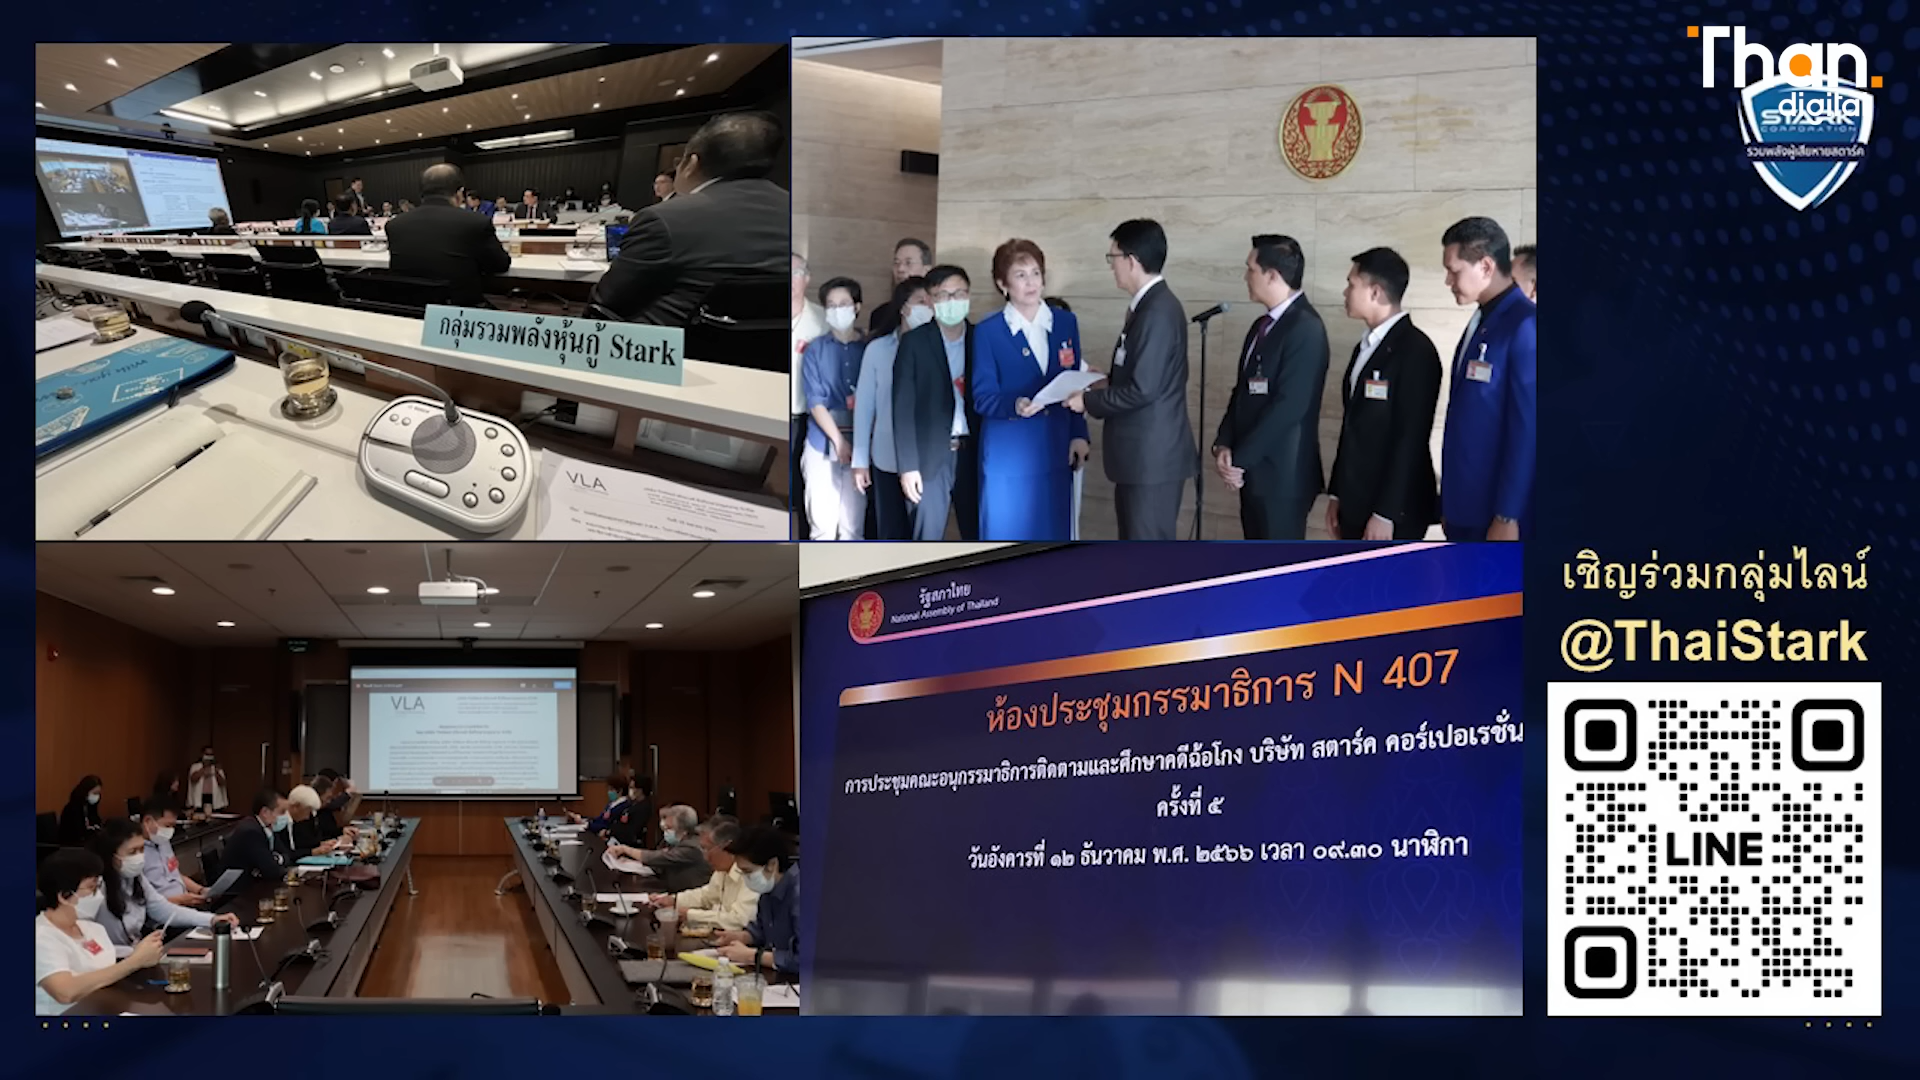 Than.
digita
STARK
CORPORATION
รวมพลังผู้เสียหายสตาร์ค
กลุ่มรวมพลังหุ้นกู้ Stark
VLA
VLA
รัฐสภาไทย
National Assembly of Thailand
ห้องประชุมกรรมาธิการ N 407
การประชุมคณะอนุกรรมาธิการติดตามและศึกษาคดีฉ้อโกง บริษัท สตาร์ค คอร์เปอเรชั่น
ครั้งที่ ๕
วันอังคารที่ ๑๒ ธันวาคม พ.ศ. ๒๕๖๖ เวลา ๐๙.๓๐ นาฬิกา
เชิญร่วมกลุ่มไลน์
@ThaiStark
LINE